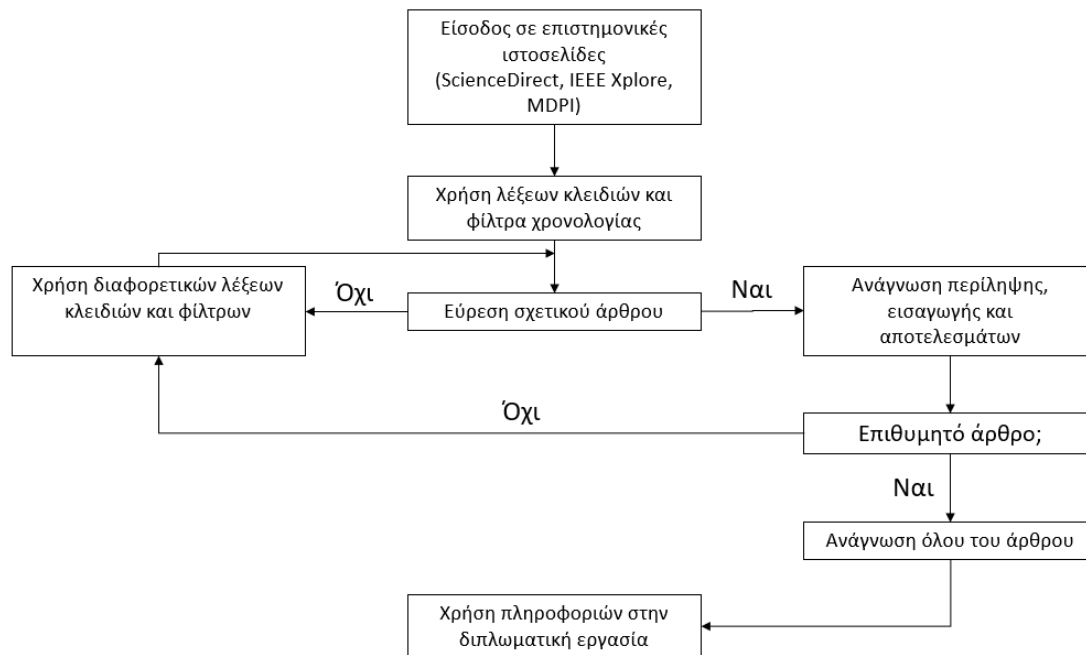 Είσοδος σε επιστημονικές
ιστοσελίδες
(ScienceDirect, IEEE Xplore,
MDPI)
Χρήση λέξεων κλειδιών και
φίλτρα χρονολογίας
Χρήση διαφορετικών λέξεων
κλειδιών και φίλτρων
Όχι
Εύρεση σχετικού άρθρου
Ναι
Ανάγνωση περίληψης,
εισαγωγής και
αποτελεσμάτων
Όχι
Επιθυμητό άρθρο;
Ναι
Ανάγνωση όλου του άρθρου
Χρήση πληροφοριών στην
διπλωματική εργασία